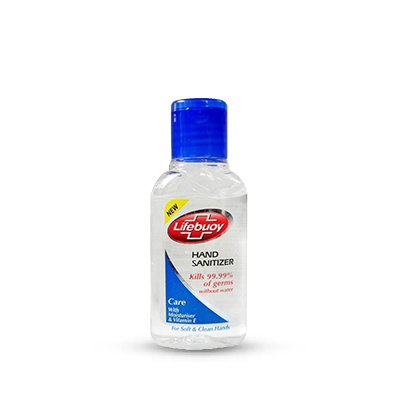 NEW
Lifebuoy
HAND
SANITIZER
Kills 99.99%
of germs
without water
Care
With
Moisturiser
& Vitamin E
For Soft & Clean Hands